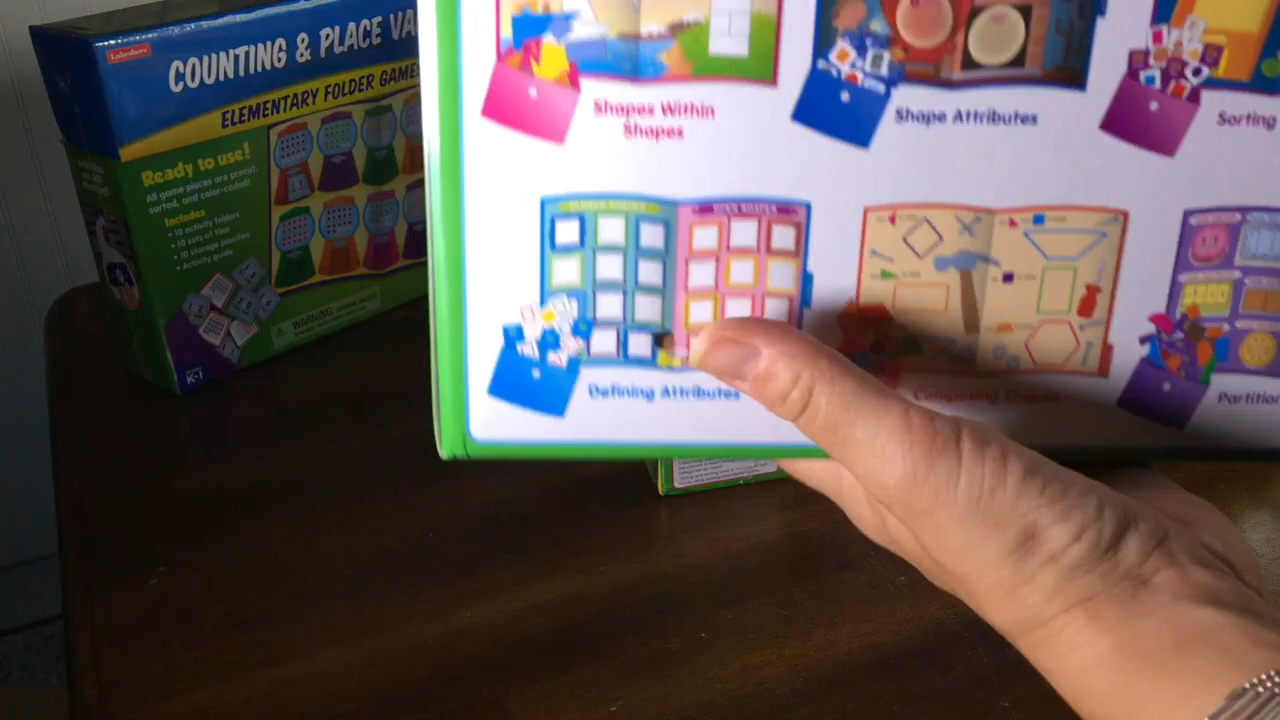 Lakeshore
COUNTING & PLACE VA
ELEMENTARY FOLDER GAMES
Ready to use!
All game pieces are precut,
sorted, and color-coded!
Includes
• 10 activity folders
• 10 sets of tiles
• 10 storage pouches
• Activity guide
WARNING:
K-1
Shapes Within
Shapes
Shape Attributes
Sorting
Defining Attributes
Composing Shapes
Partition